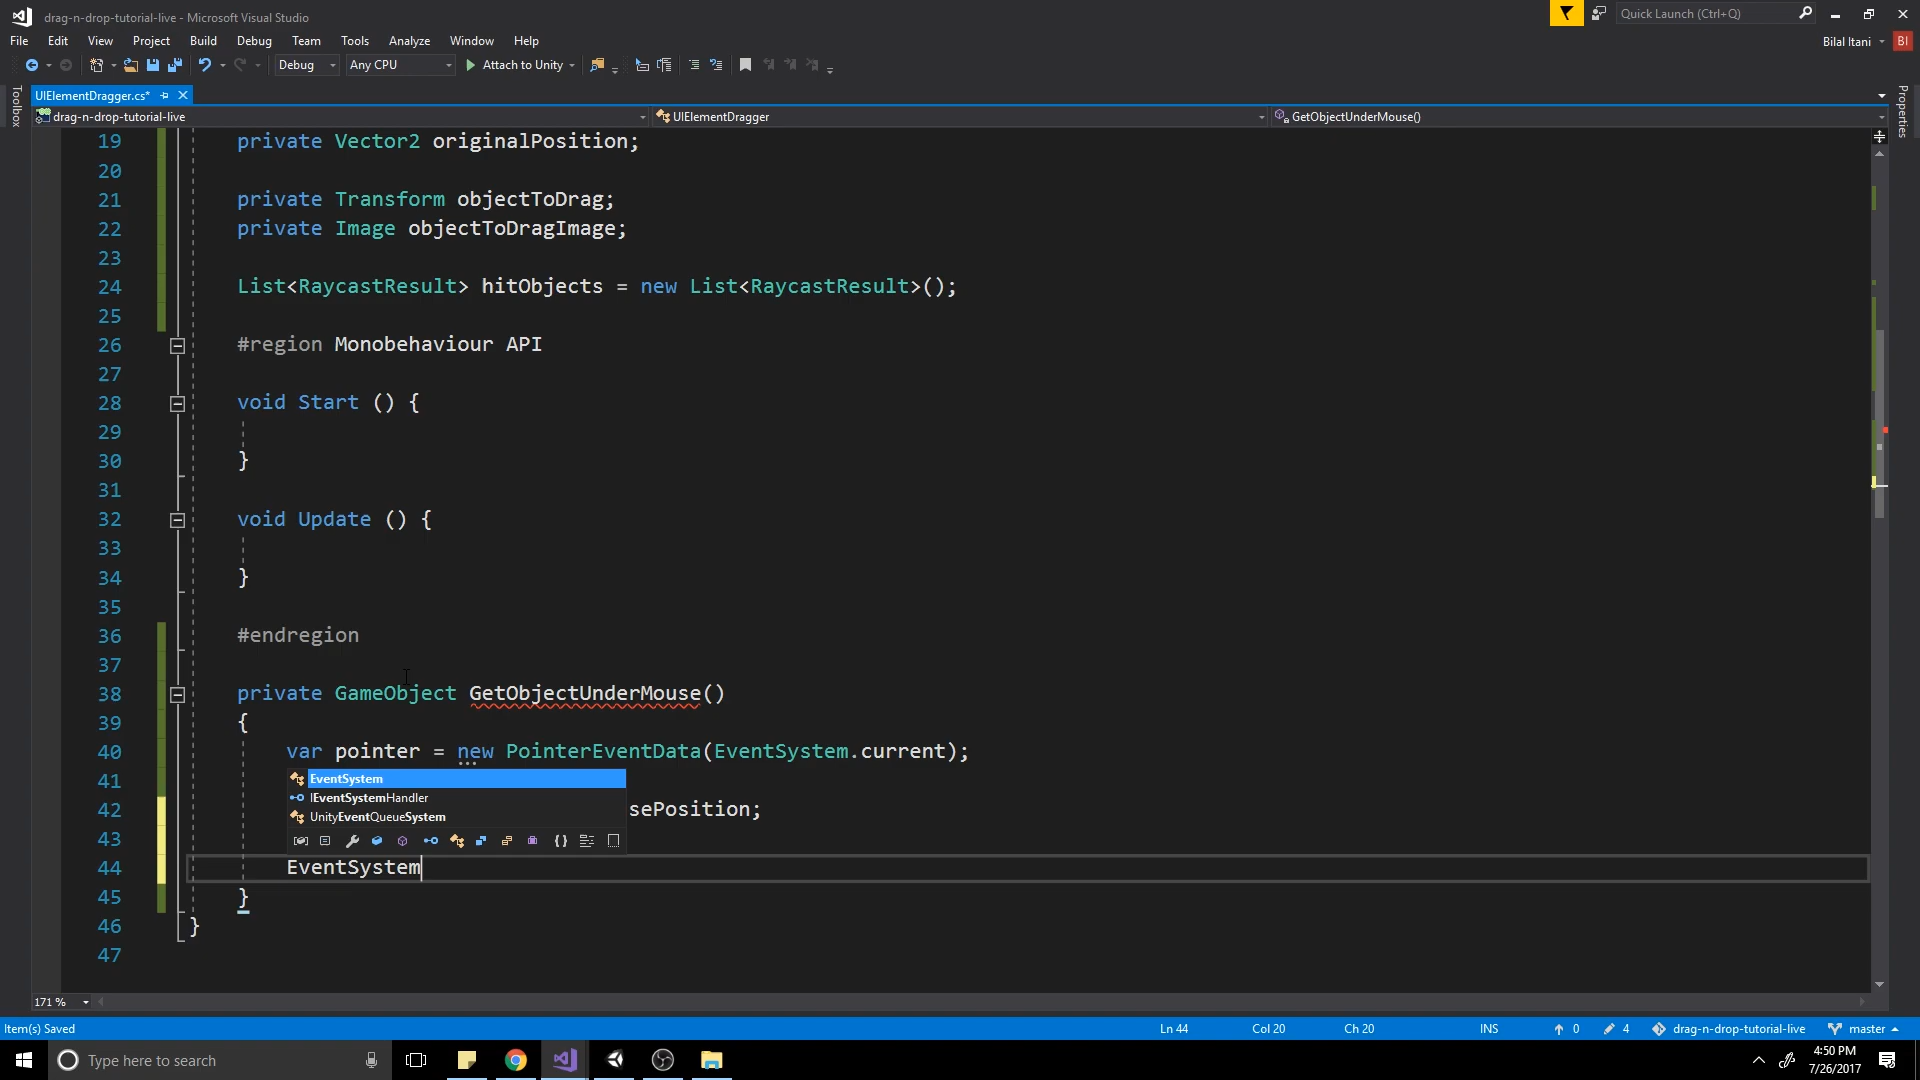 drag-n-drop-tutorial-live - Microsoft Visual Studio
Quick Launch (Ctrl+Q)
File Edit View Project Build Debug Team Tools Analyze Window Help
Bilal Itani BI
Debug Any CPU Attach to Unity
Toolbox
UIElementDragger.cs*
Properties
drag-n-drop-tutorial-live UIElementDragger GetObjectUnderMouse()
19 private Vector2 originalPosition;
20
21 private Transform objectToDrag;
22 private Image objectToDragImage;
23
24 List<RaycastResult> hitObjects = new List<RaycastResult>();
25
26 #region Monobehaviour API
27
28 void Start () {
29
30 }
31
32 void Update () {
33
34 }
35
36 #endregion
37
38 private GameObject GetObjectUnderMouse()
39 {
40 var pointer = new PointerEventData(EventSystem.current);
41 EventSystem
IEventSystemHandler
42 sePosition;
UnityEventQueueSystem
43
44 EventSystem
45 }
46 }
47
171 %
Item(s) Saved Ln 44 Col 20 Ch 20 INS 0 4 drag-n-drop-tutorial-live master
Type here to search
4:50 PM
7/26/2017